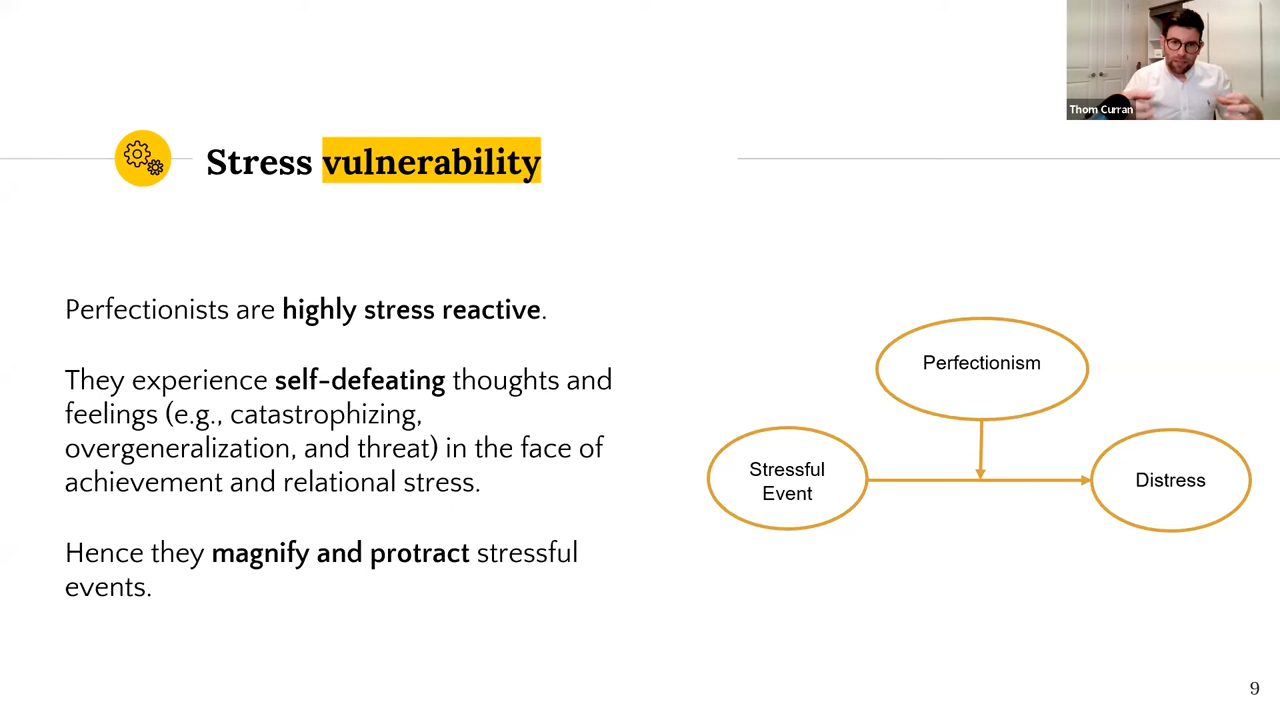 Thom Curran
Stress vulnerability
Perfectionists are highly stress reactive.
They experience self-defeating thoughts and
feelings (e.g., catastrophizing,
overgeneralization, and threat) in the face of
achievement and relational stress.
Hence they magnify and protract stressful
events.
Perfectionism
Stressful
Event
Distress
9